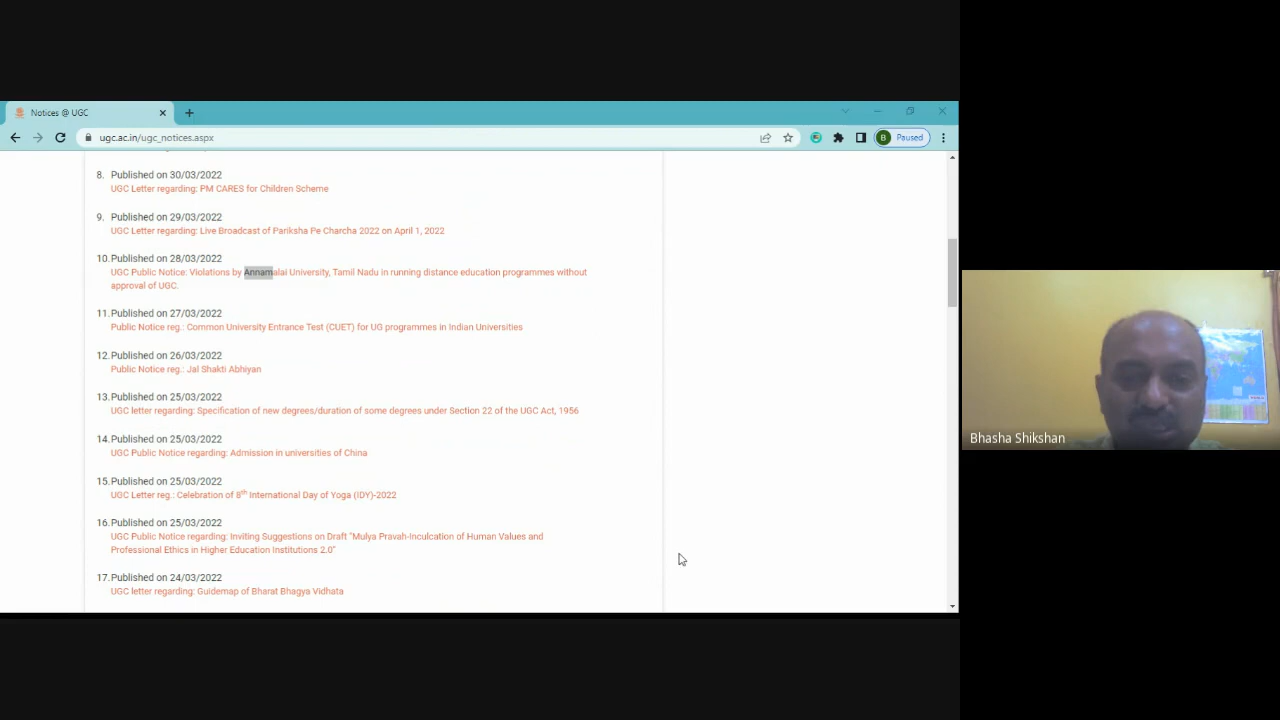 Notices @ UGC
ugc.ac.in/ugc_notices.aspx
B Paused
8. Published on 30/03/2022
UGC Letter regarding: PM CARES for Children Scheme
9. Published on 29/03/2022
UGC Letter regarding: Live Broadcast of Pariksha Pe Charcha 2022 on April 1, 2022
10. Published on 28/03/2022
UGC Public Notice: Violations by Annamalai University, Tamil Nadu in running distance education programmes without
approval of UGC.
11. Published on 27/03/2022
Public Notice reg.: Common University Entrance Test (CUET) for UG programmes in Indian Universities
12. Published on 26/03/2022
Public Notice reg.: Jal Shakti Abhiyan
13. Published on 25/03/2022
UGC letter regarding: Specification of new degrees/duration of some degrees under Section 22 of the UGC Act, 1956
14. Published on 25/03/2022
UGC Public Notice regarding: Admission in universities of China
15. Published on 25/03/2022
UGC Letter reg.: Celebration of 8th International Day of Yoga (IDY)-2022
16. Published on 25/03/2022
UGC Public Notice regarding: Inviting Suggestions on Draft "Mulya Pravah-Inculcation of Human Values and
Professional Ethics in Higher Education Institutions 2.0"
17. Published on 24/03/2022
UGC letter regarding: Guidemap of Bharat Bhagya Vidhata
Bhasha Shikshan